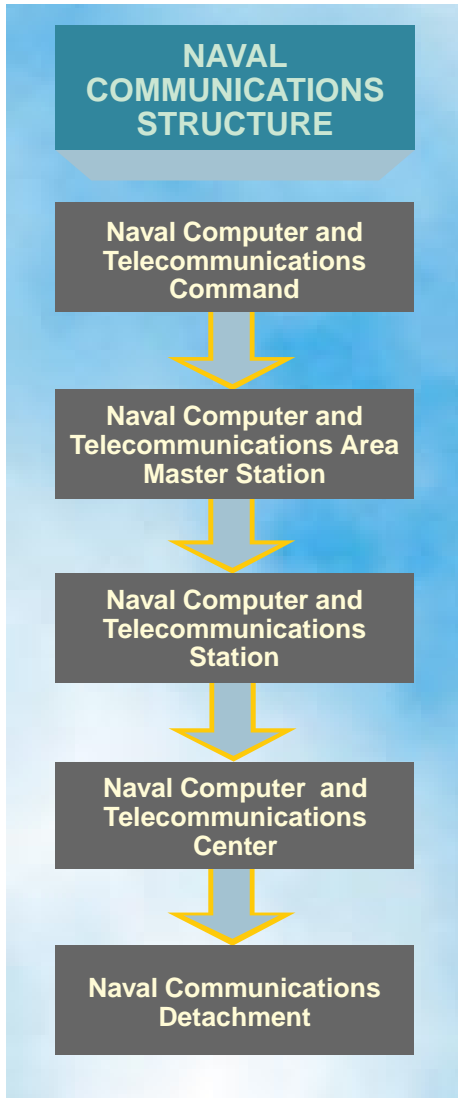 NAVAL
COMMUNICATIONS
STRUCTURE
Naval Computer and
Telecommunications
Command
Naval Computer and
Telecommunications Area
Master Station
Naval Computer and
Telecommunications
Station
Naval Computer and
Telecommunications
Center
Naval Communications
Detachment